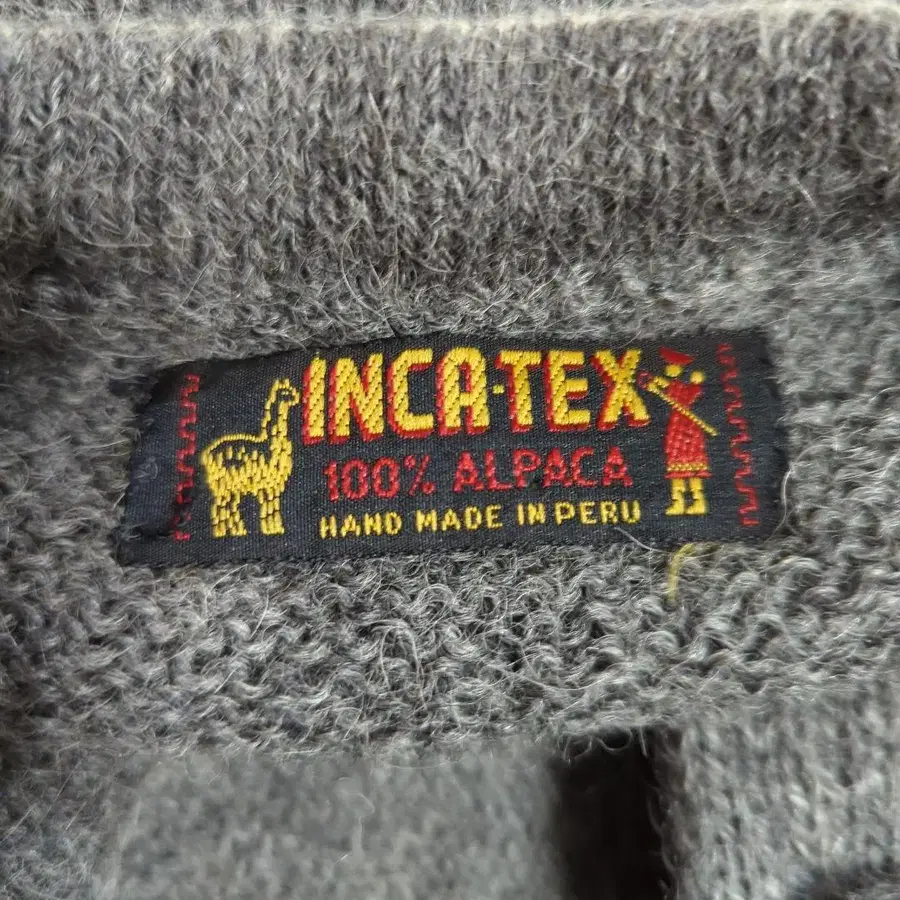 INCA-TEX
100% ALPACA
HAND MADE IN PERU